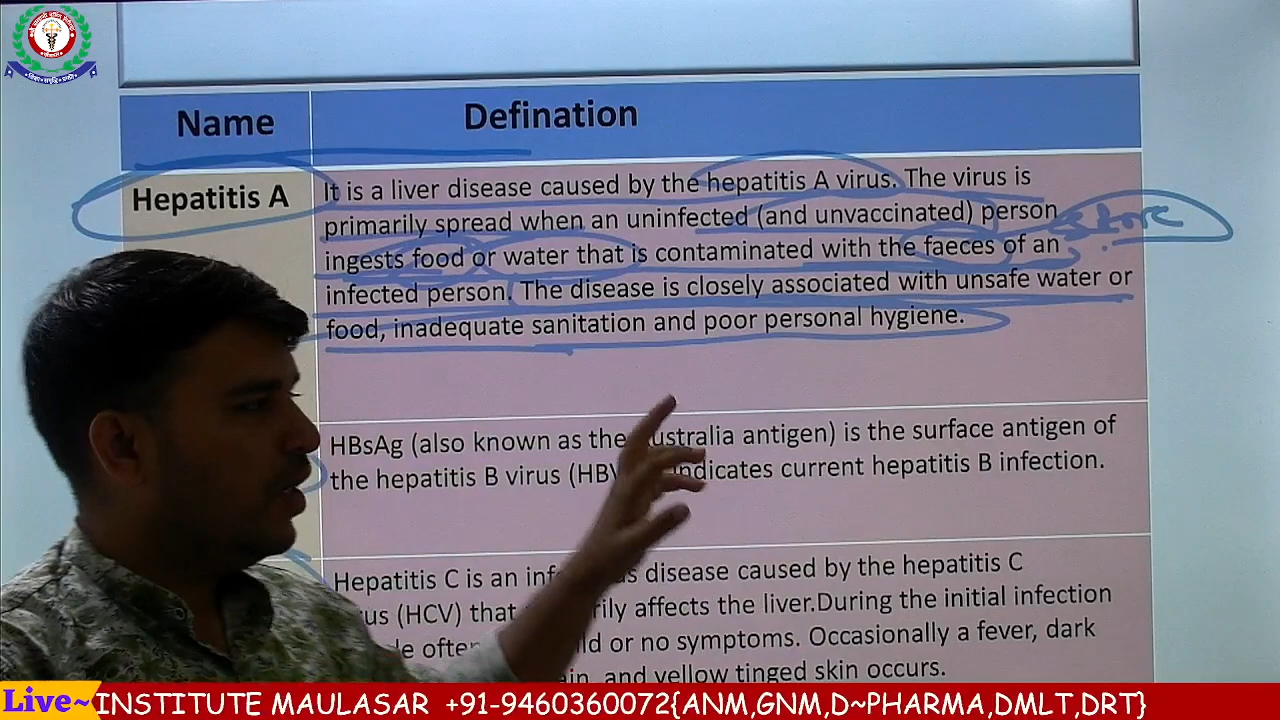 Name
Defination
Hepatitis A
It is a liver disease caused by the hepatitis A virus. The virus is
primarily spread when an uninfected (and unvaccinated) person
ingests food or water that is contaminated with the faeces of an
infected person. The disease is closely associated with unsafe water or
food, inadequate sanitation and poor personal hygiene.
HBsAg (also known as the ustralia antigen) is the surface antigen of
the hepatitis B virus (HBV indicates current hepatitis B infection.
Hepatitis C is an inf s disease caused by the hepatitis C
us (HCV) that rily affects the liver.During the initial infection
le often ld or no symptoms. Occasionally a fever, dark
ain, and yellow tinged skin occurs.
Live~ INSTITUTE MAULASAR +91-9460360072{ANM,GNM,D~PHARMA,DMLT,DRT}